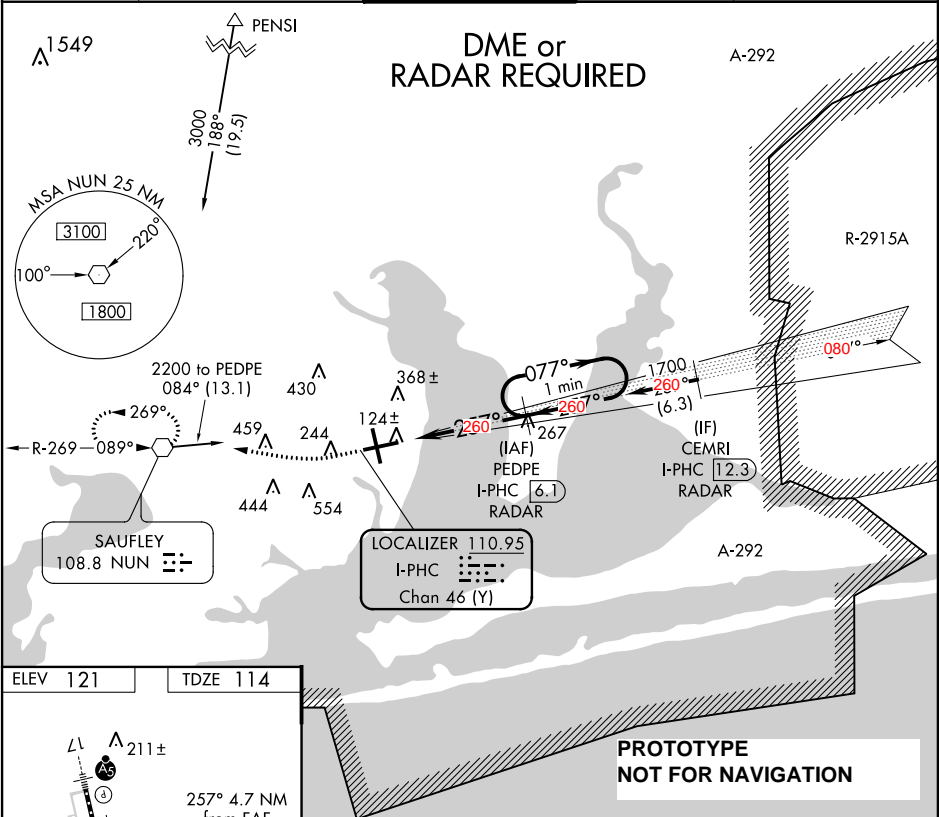 1549
PENSI
3000
188°
(19.5)
DME or
RADAR REQUIRED
A-292
MSA NUN 25 NM
3100
220°
100°
1800
R-2915A
2200 to PEDPE
084° (13.1)
430
368±
077°
1 min
1700
260°
(6.3)
080°
269°
R-269
089°
459
244
124±
260
260
267
(IAF)
PEDPE
I-PHC 6.1
RADAR
(IF)
CEMRI
I-PHC 12.3
RADAR
444
554
SAUFLEY
108.8 NUN
LOCALIZER 110.95
I-PHC
Chan 46 (Y)
A-292
ELEV 121
TDZE 114
17
211±
A5
257° 4.7 NM
from FAF
PROTOTYPE
NOT FOR NAVIGATION